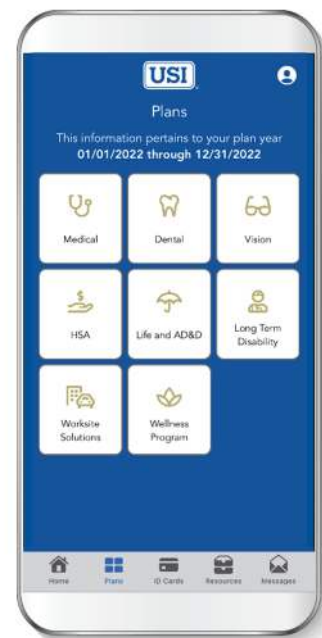 USI
Plans
This information pertains to your plan year
01/01/2022 through 12/31/2022
Medical
Dental
Vision
HSA
Life and AD&D
Long Term
Disability
Worksite
Solutions
Wellness
Program
Home
Plans
ID Cards
Resources
Messages